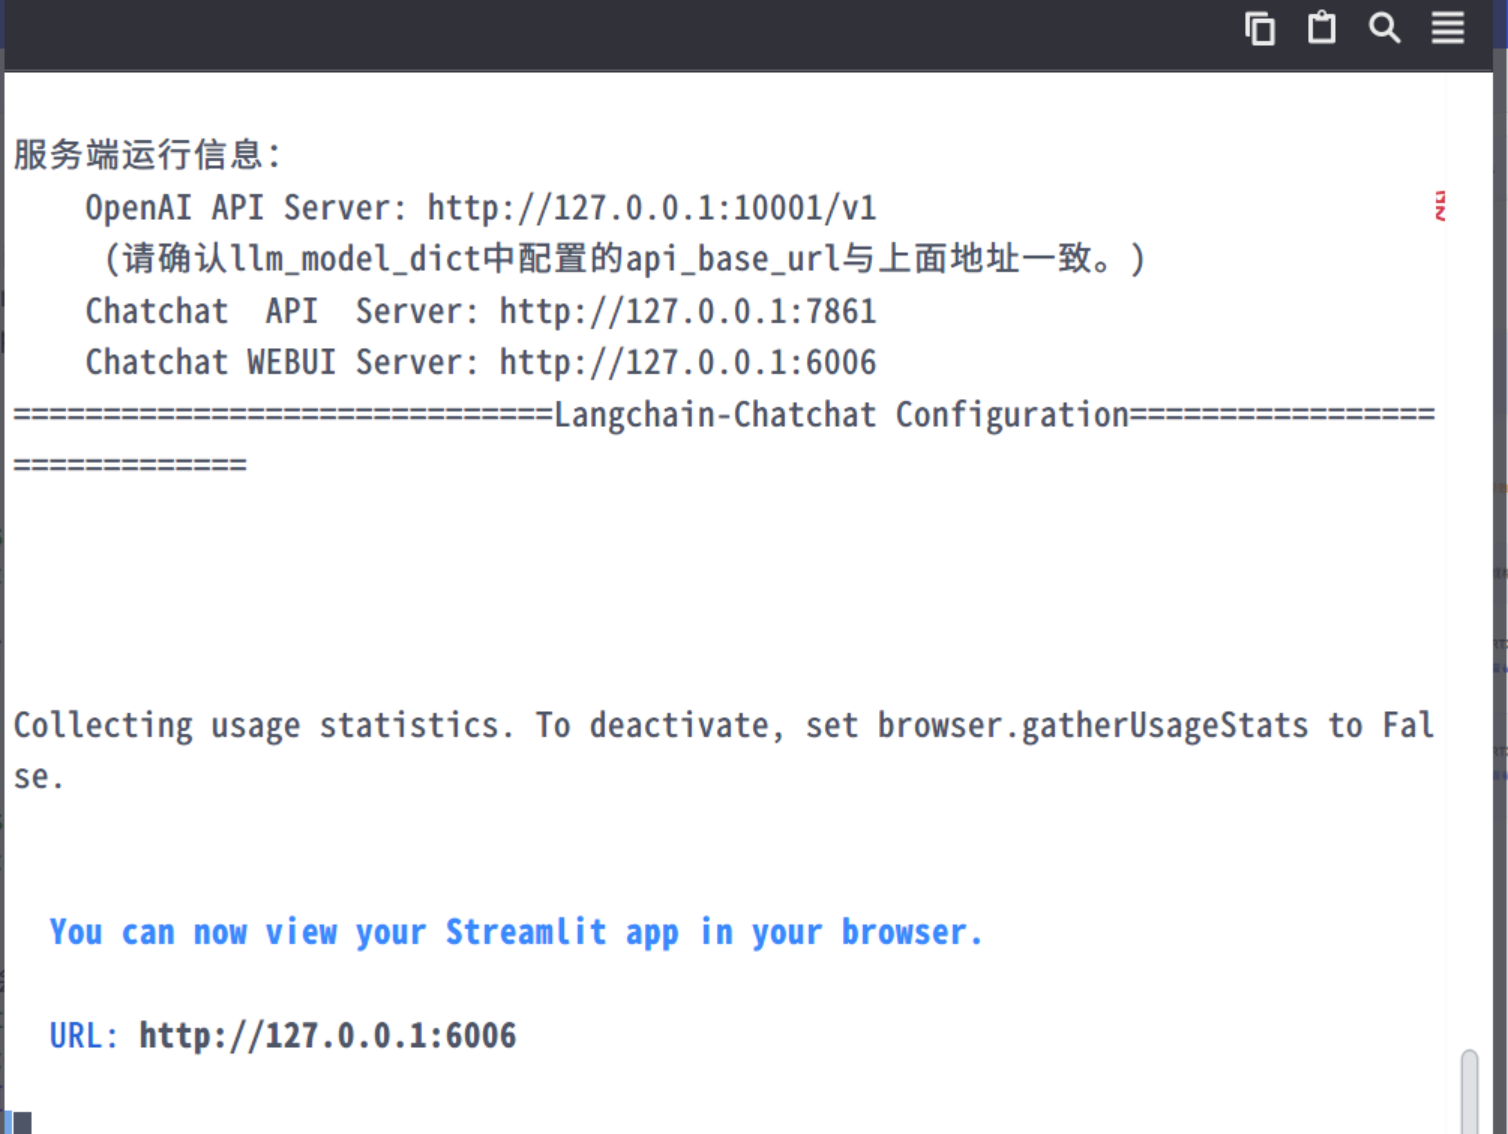 服务端运行信息：
OpenAI API Server: http://127.0.0.1:10001/v1
(请确认llm_model_dict中配置的api_base_url与上面地址一致。)
Chatchat  API  Server: http://127.0.0.1:7861
Chatchat WEBUI Server: http://127.0.0.1:6006
==============================Langchain-Chatchat Configuration=================
=============
Collecting usage statistics. To deactivate, set browser.gatherUsageStats to Fal
se.
You can now view your Streamlit app in your browser.
URL: http://127.0.0.1:6006